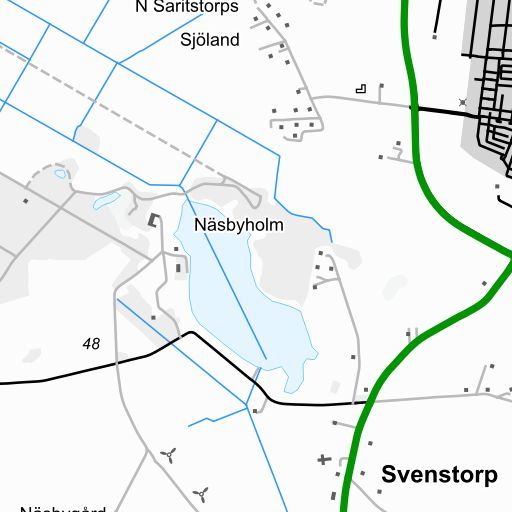 N Saritstorps
Sjöland
Näsbyholm
48
Svenstorp
Näsbygård